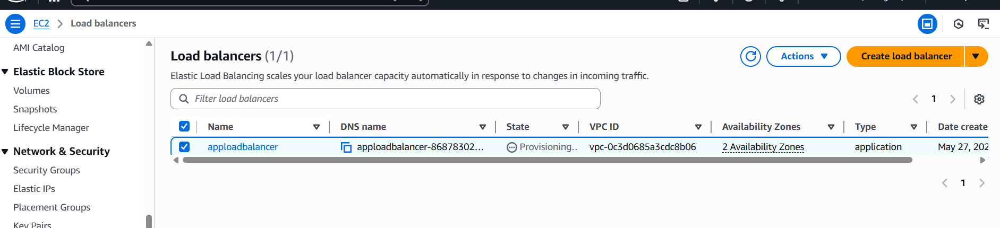 EC2 > Load balancers
AMI Catalog
Elastic Block Store
Volumes
Snapshots
Lifecycle Manager
Network & Security
Security Groups
Elastic IPs
Placement Groups
Key Pairs
Load balancers (1/1)
Actions
Create load balancer
Elastic Load Balancing scales your load balancer capacity automatically in response to changes in incoming traffic.
Filter load balancers
1
Name DNS name State VPC ID Availability Zones Type Date create
apploadbalancer apploadbalancer-86878302... Provisioning.. vpc-0c3d0685a3cdc8b06 2 Availability Zones application May 27, 202
1